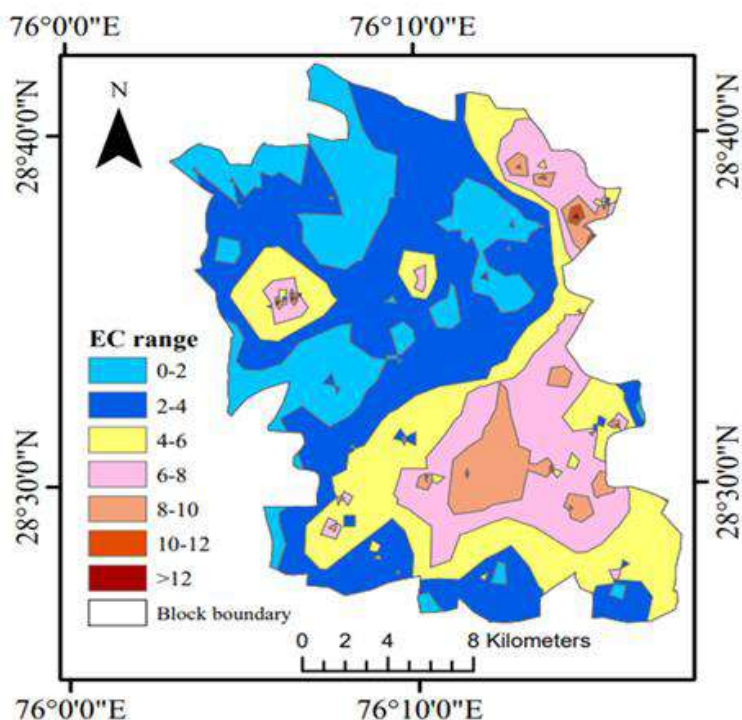 76°0'0"E 76°10'0"E
N
28°40'0"N
28°40'0"N
EC range
0-2
2-4
4-6
6-8
8-10
10-12
>12
Block boundary
28°30'0"N
28°30'0"N
0 2 4 8 Kilometers
76°0'0"E 76°10'0"E